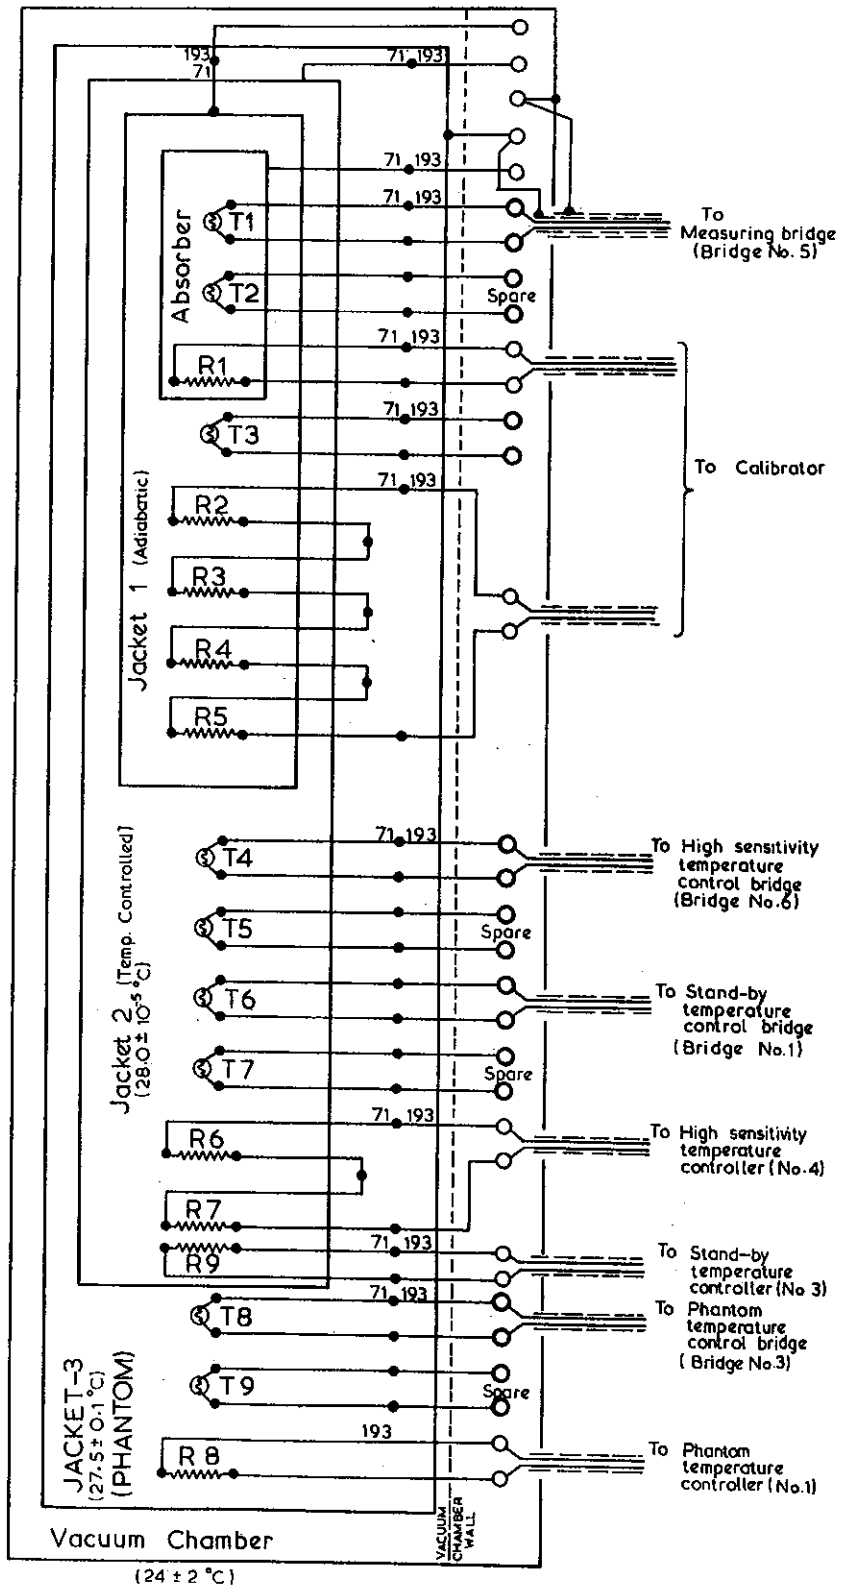 193
71
71 193
71 193
71 193
Absorber
T1
To
Measuring bridge
(Bridge No. 5)
T2
Spare
71 193
R1
71 193
T3
To Calibrator
Jacket 1 (Adiabatic)
71 193
R2
R3
R4
R5
71 193
T4
To High sensitivity
temperature
control bridge
(Bridge No.6)
T5
Spare
Jacket 2 (Temp. Controlled)
(28.0 ± 10⁻⁵ °C)
T6
To Stand-by
temperature
control bridge
(Bridge No.1)
T7
Spare
71 193
R6
To High sensitivity
temperature
controller (No.4)
R7
71 193
R9
To Stand-by
temperature
controller (No 3)
71 193
T8
To Phantom
temperature
control bridge
(Bridge No.3)
T9
Spare
JACKET-3
(27.5 ± 0.1 °C)
(PHANTOM)
193
R8
To Phantom
temperature
controller (No.1)
VACUUM
CHAMBER
WALL
Vacuum Chamber
(24 ± 2 °C)